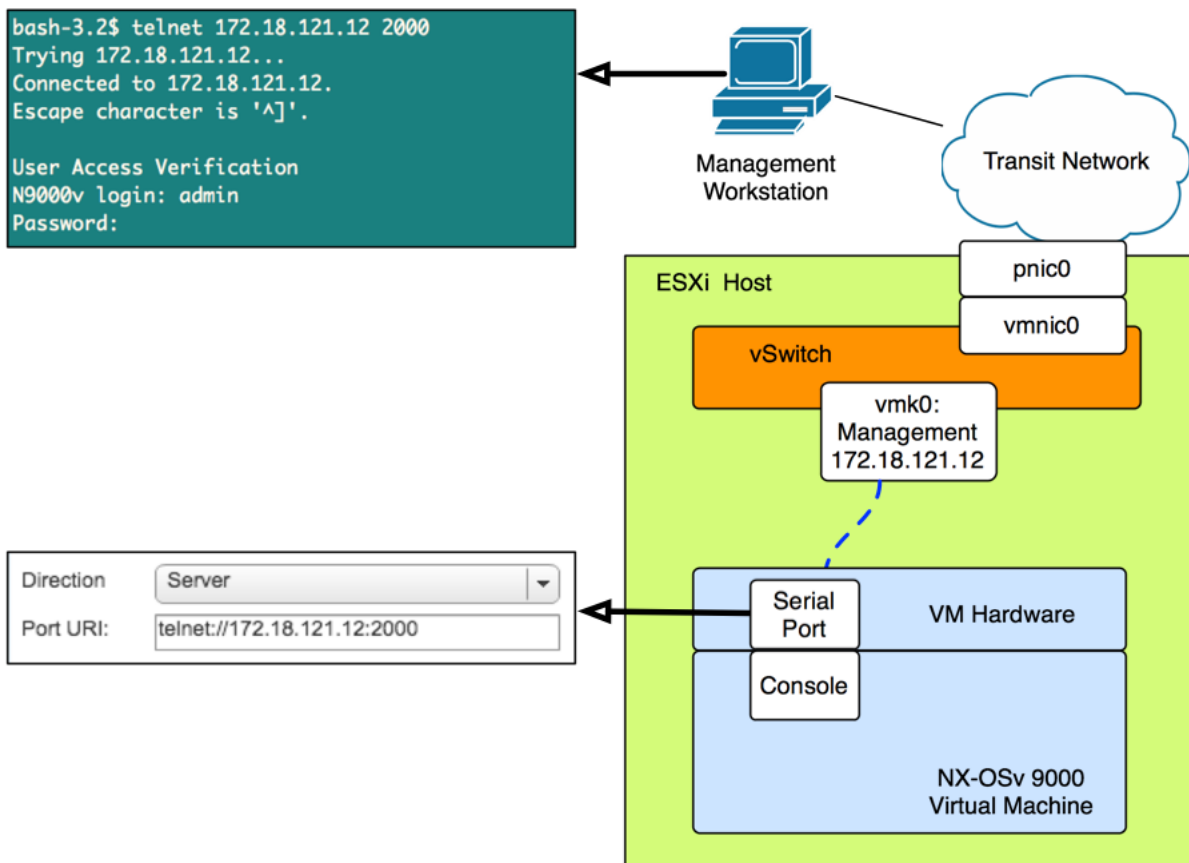 bash-3.2$ telnet 172.18.121.12 2000
Trying 172.18.121.12...
Connected to 172.18.121.12.
Escape character is '^]'.
User Access Verification
N9000v login: admin
Password:
Management
Workstation
Transit Network
ESXi Host
pnic0
vmnic0
vSwitch
vmk0:
Management
172.18.121.12
Direction
Server
Port URI:
telnet://172.18.121.12:2000
Serial
Port
VM Hardware
Console
NX-OSv 9000
Virtual Machine